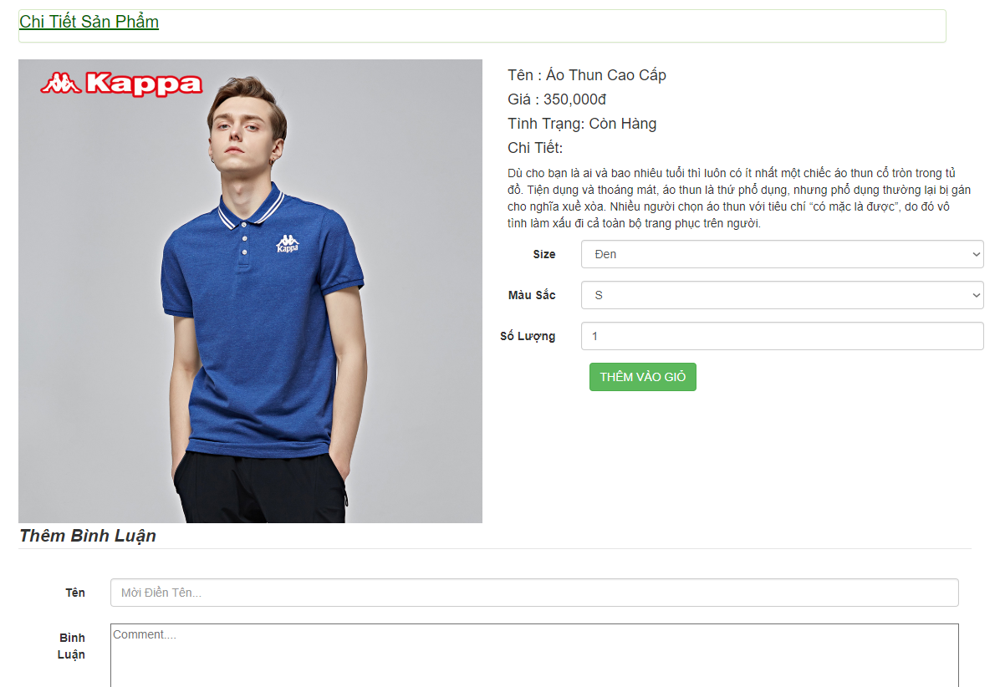 Chi Tiết Sản Phẩm
Kappa
Kappa
Tên : Áo Thun Cao Cấp
Giá : 350,000đ
Tình Trạng: Còn Hàng
Chi Tiết:
Dù cho bạn là ai và bao nhiêu tuổi thì luôn có ít nhất một chiếc áo thun cổ tròn trong tủ
đồ. Tiện dụng và thoáng mát, áo thun là thứ phổ dụng, nhưng phổ dụng thường lại bị gán
cho nghĩa xuề xòa. Nhiều người chọn áo thun với tiêu chí “có mặc là được”, do đó vô
tình làm xấu đi cả toàn bộ trang phục trên người.
Size Đen
Màu Sắc S
Số Lượng 1
THÊM VÀO GIỎ
Thêm Bình Luận
Tên Mời Điền Tên...
Bình Comment....
Luận